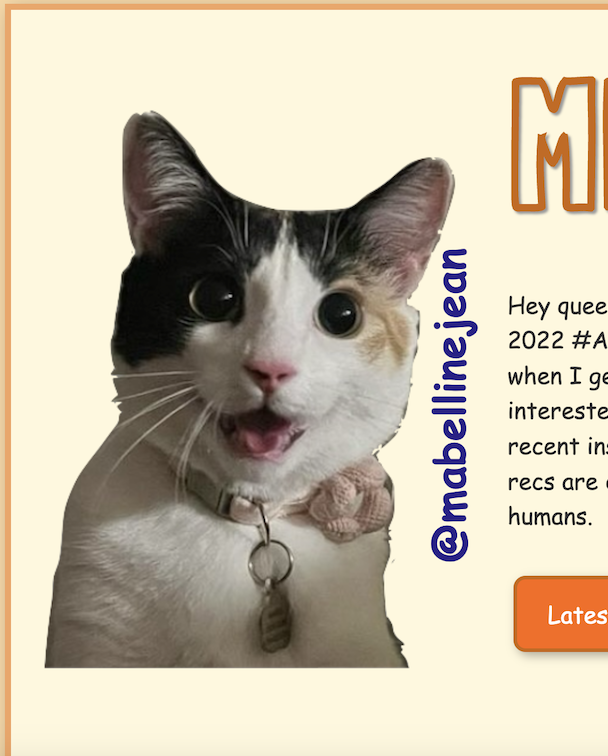 M
@mabellinejean
Hey quee
2022 #A
when I ge
intereste
recent ins
recs are
humans.
Lates